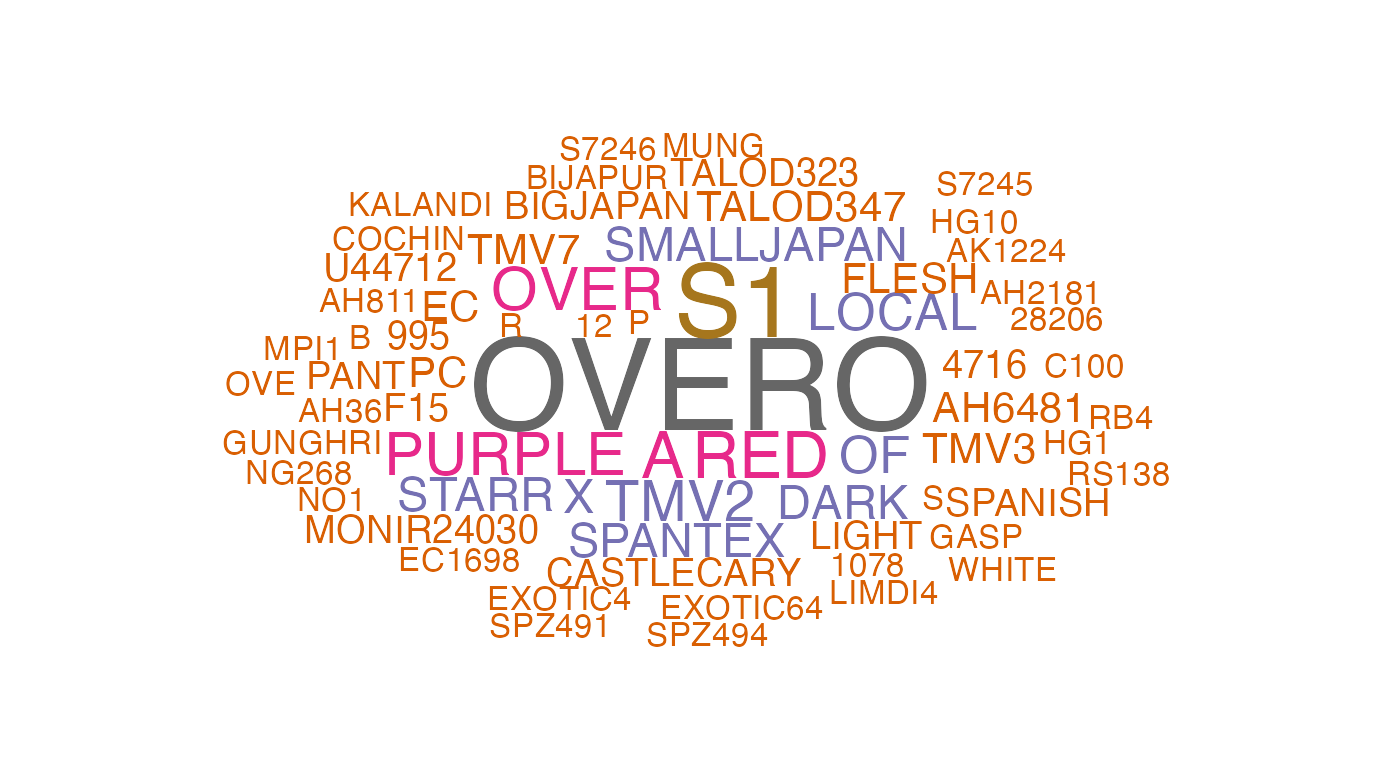 S7246 MUNG
BIJAPUR TALOD323
S7245
KALANDI BIGJAPAN TALOD347
HG10
COCHIN TMV7 SMALLJAPAN AK1224
U44712 OVER S1 FLESH AH2181
AH811 EC R 12 P LOCAL 28206
MPI1 B 995
OVERO
4716 C100
OVE PANT PC
AH36 F15 AH6481 RB4
GUNGHRI PURPLE A RED OF TMV3 HG1
NG268 RS138
NO1 STARR X TMV2 DARK S SPANISH
MONIR24030 SPANTEX LIGHT GASP
EC1698 CASTLECARY 1078 WHITE
EXOTIC4 EXOTIC64 LIMDI4
SPZ491 SPZ494